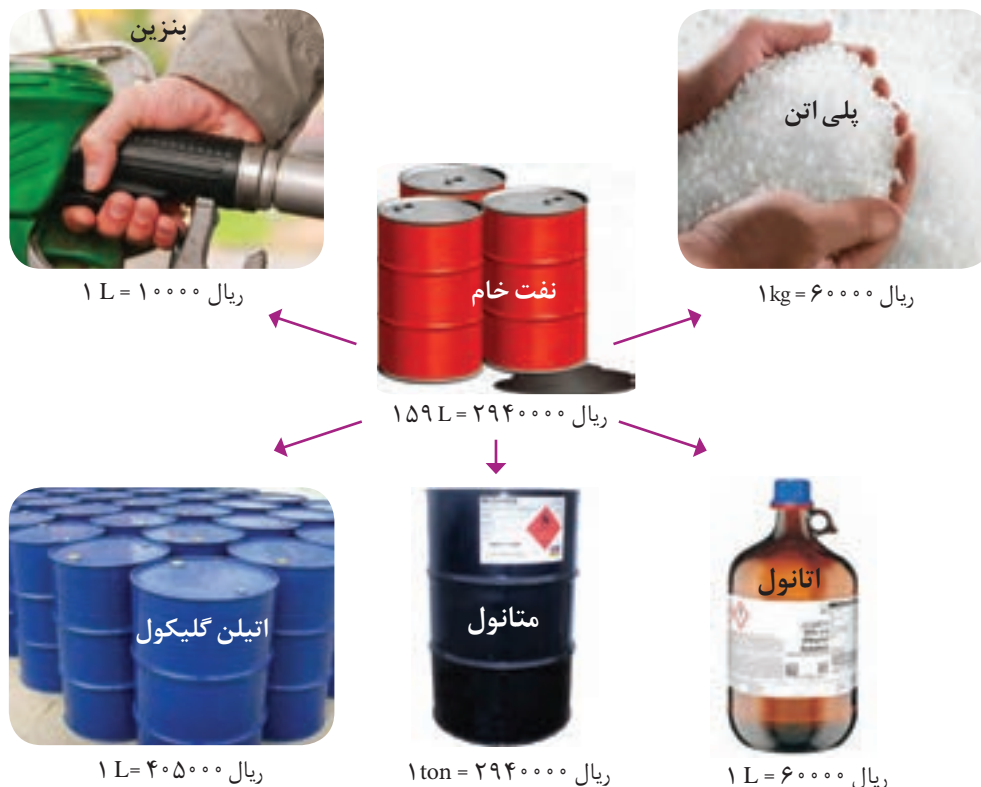 بنزین
پلی اتن
۱ L = ۱۰۰۰۰ ریال
۱kg = ۶۰۰۰۰ ریال
نفت خام
۱۵۹ L = ۲۹۴۰۰۰۰ ریال
اتیلن گلیکول
متانول
اتانول
۱ L= ۴۰۵۰۰۰ ریال
۱ton = ۲۹۴۰۰۰۰ ریال
۱ L = ۶۰۰۰۰ ریال